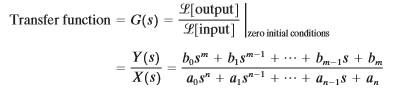 Transfer function = G(s) = ℒ[output] / ℒ[input] |zero initial conditions
= Y(s) / X(s) = (b₀sᵐ + b₁sᵐ⁻¹ + ⋯ + bₘ₋₁s + bₘ) / (a₀sⁿ + a₁sⁿ⁻¹ + ⋯ + aₙ₋₁s + aₙ)